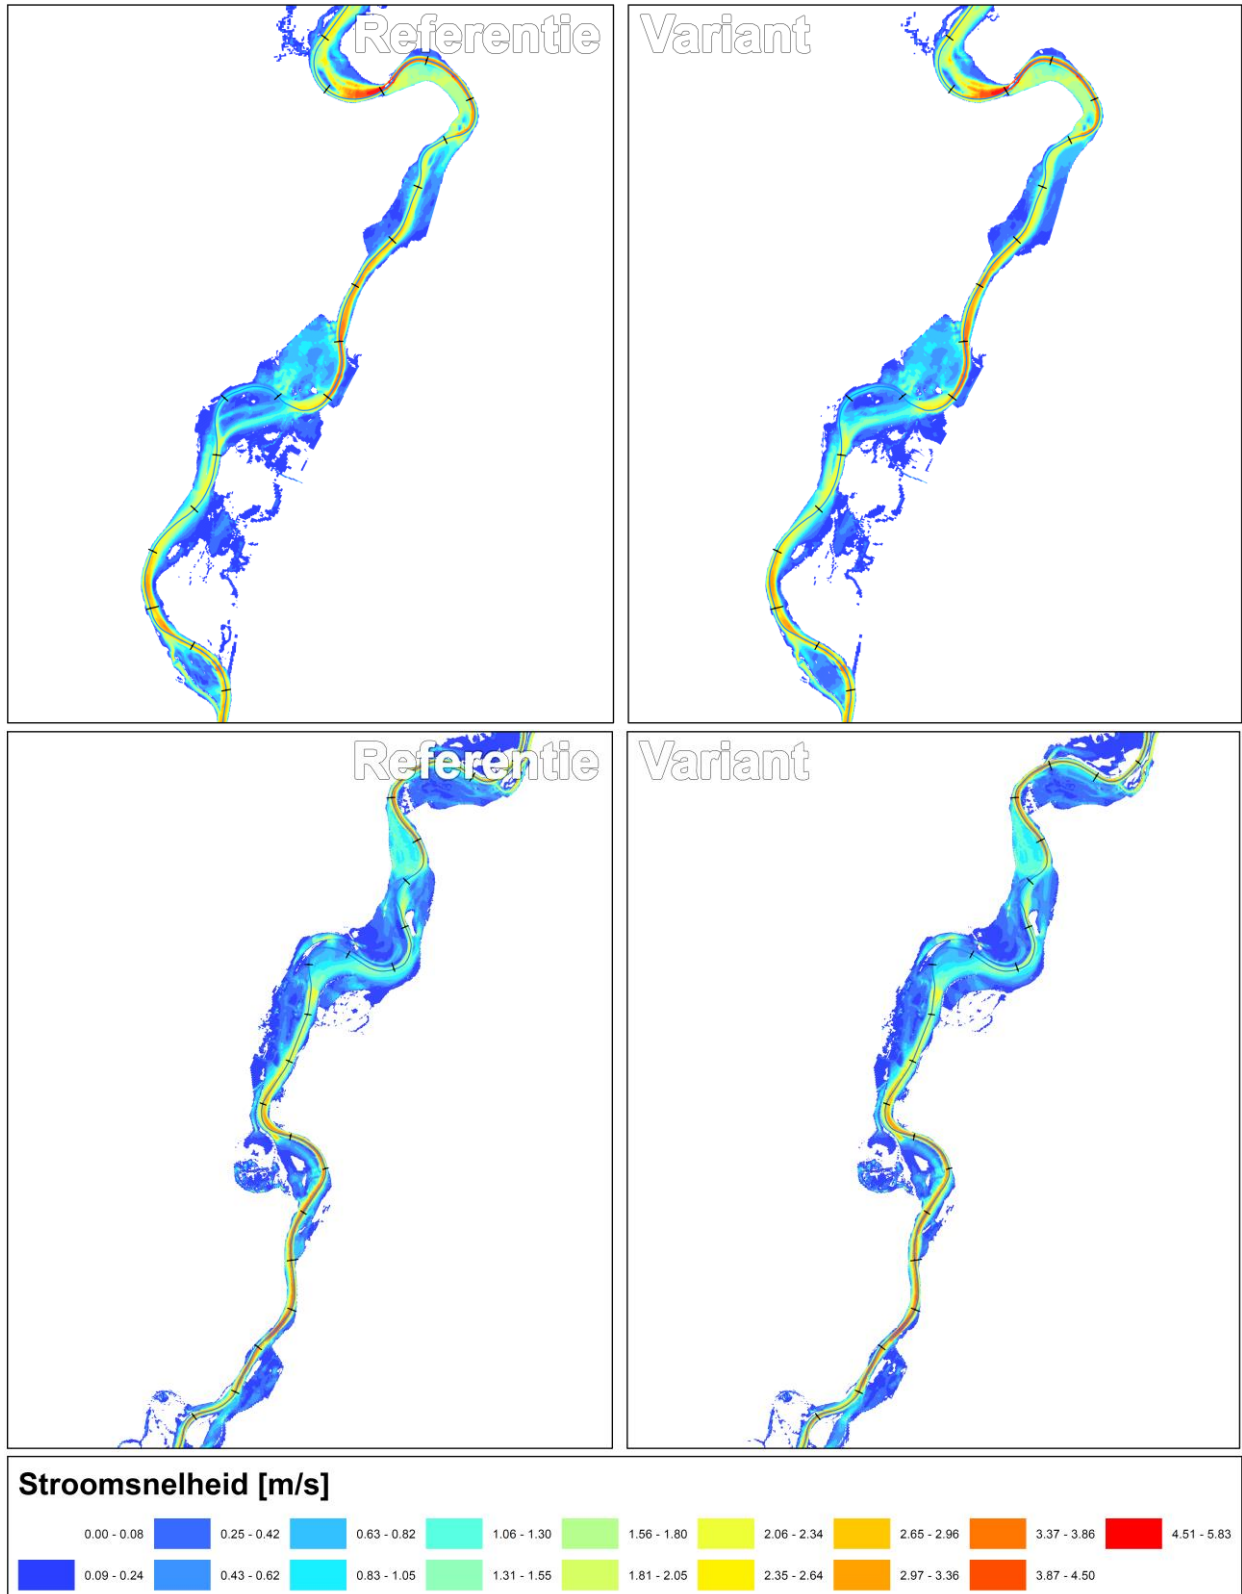 Referentie
Variant
Referentie
Variant
Stroomsnelheid [m/s]
0.00 - 0.08
0.25 - 0.42
0.63 - 0.82
1.06 - 1.30
1.56 - 1.80
2.06 - 2.34
2.65 - 2.96
3.37 - 3.86
4.51 - 5.83
0.09 - 0.24
0.43 - 0.62
0.83 - 1.05
1.31 - 1.55
1.81 - 2.05
2.35 - 2.64
2.97 - 3.36
3.87 - 4.50